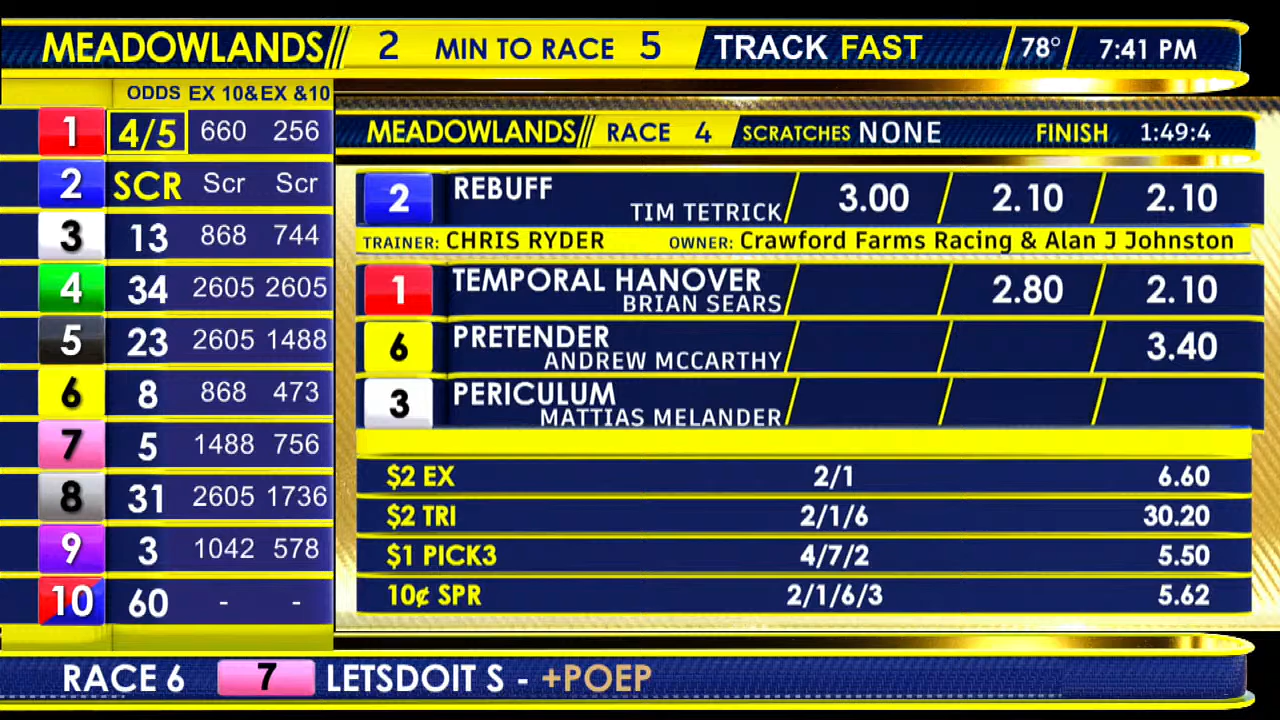 MEADOWLANDS 2 MIN TO RACE 5 TRACK FAST 78° 7:41 PM
ODDS EX 10& EX &10
1 4/5 660 256
2 SCR Scr Scr
3 13 868 744
4 34 2605 2605
5 23 2605 1488
6 8 868 473
7 5 1488 756
8 31 2605 1736
9 3 1042 578
10 60 - -
MEADOWLANDS RACE 4 SCRATCHES NONE FINISH 1:49:4
2 REBUFF 3.00 2.10 2.10
TIM TETRICK
TRAINER: CHRIS RYDER OWNER: Crawford Farms Racing & Alan J Johnston
1 TEMPORAL HANOVER 2.80 2.10
BRIAN SEARS
6 PRETENDER 3.40
ANDREW MCCARTHY
3 PERICULUM
MATTIAS MELANDER
$2 EX 2/1 6.60
$2 TRI 2/1/6 30.20
$1 PICK3 4/7/2 5.50
10¢ SPR 2/1/6/3 5.62
RACE 6 7 LETSDOIT S - +POEP